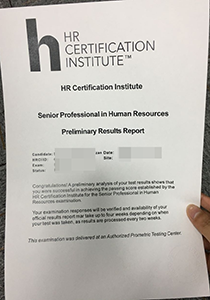 h HR
CERTIFICATION
INSTITUTE™
HR Certification Institute
Senior Professional in Human Resources
Preliminary Results Report
Candidate
Date:
Site:
Exam:
Status:
Congratulations! A preliminary analysis of your test results shows that
you were successful in achieving the passing score established by the
HR Certification Institute for the Senior Professional in Human
Resources examination.
Your examination responses will be verified and availability of your
official results report may take up to four weeks depending on when
your test was taken, as results are processed every two weeks.
This examination was delivered at an Authorized Prometric Testing Center.